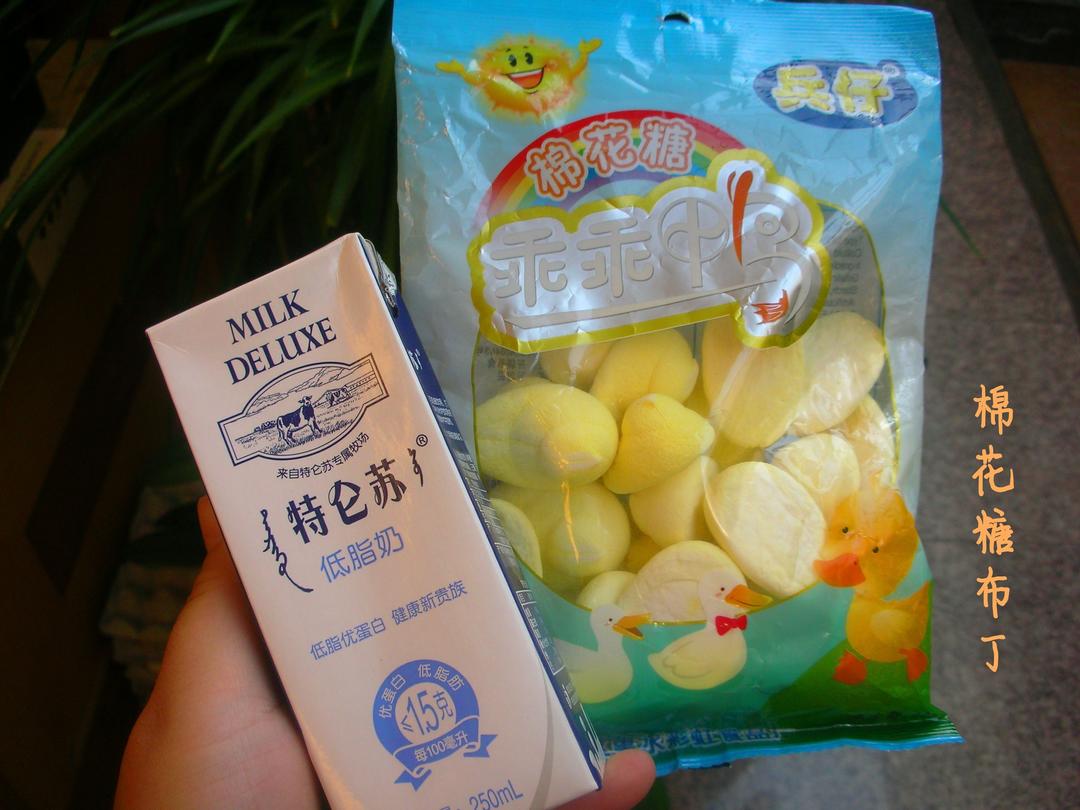 兵仔®
棉花糖
乖乖鸭
MILK
DELUXE
来自特仑苏专属牧场
特仑苏®
低脂奶
低脂优蛋白 健康新贵族
优蛋白 低脂肪
≤1.5克
每100毫升
250mL
棉花糖布丁